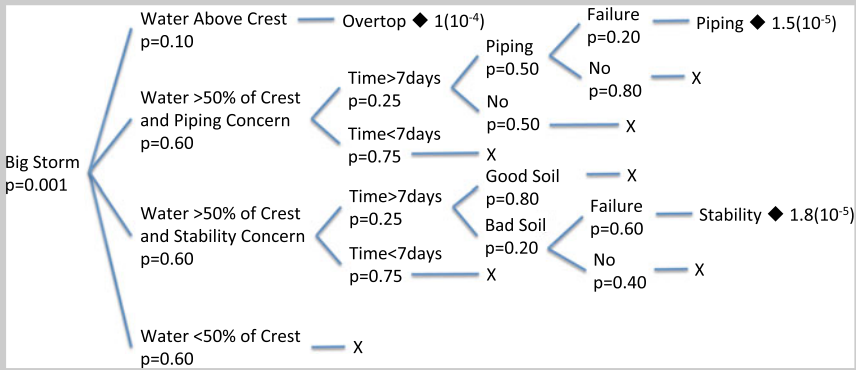 Big Storm
p=0.001
Water Above Crest
p=0.10
Overtop ◆ 1(10-4)
Water >50% of Crest
and Piping Concern
p=0.60
Time>7days
p=0.25
Piping
p=0.50
Failure
p=0.20
Piping ◆ 1.5(10-5)
No
p=0.80
X
No
p=0.50
X
Time<7days
p=0.75
X
Water >50% of Crest
and Stability Concern
p=0.60
Time>7days
p=0.25
Good Soil
p=0.80
X
Bad Soil
p=0.20
Failure
p=0.60
Stability ◆ 1.8(10-5)
No
p=0.40
X
Time<7days
p=0.75
X
Water <50% of Crest
p=0.60
X